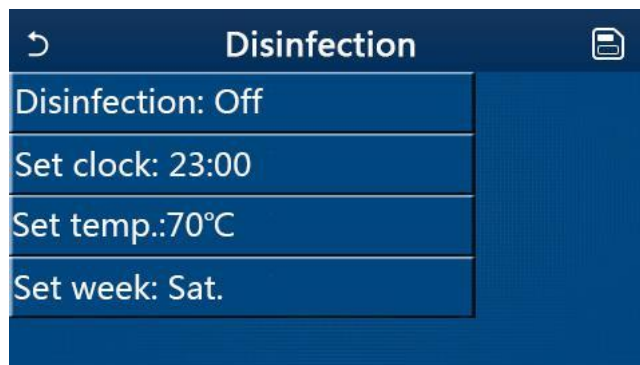 Disinfection
Disinfection: Off
Set clock: 23:00
Set temp.:70℃
Set week: Sat.